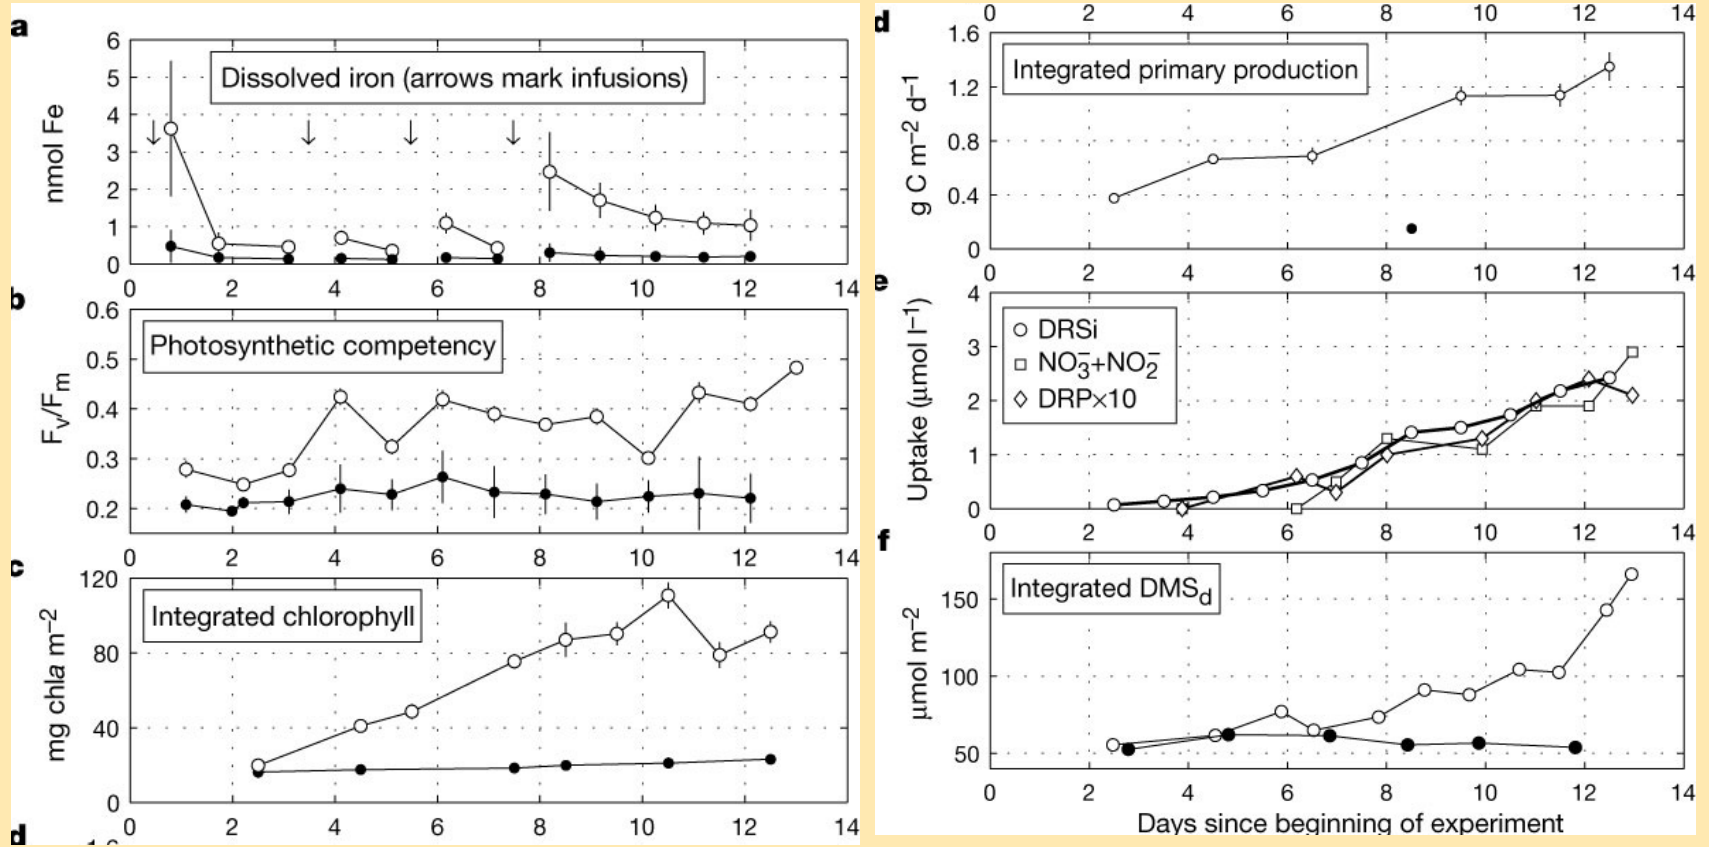 a
6
5
4
3
2
1
0
nmol Fe
Dissolved iron (arrows mark infusions)
0 2 4 6 8 10 12 14
b
0.6
0.5
0.4
0.3
0.2
Fv/Fm
Photosynthetic competency
0 2 4 6 8 10 12 14
c
120
80
40
0
mg chla m⁻²
Integrated chlorophyll
0 2 4 6 8 10 12 14
d
1.6
d
0 2 4 6 8 10 12 14
1.6
1.2
0.8
0.4
0
g C m⁻² d⁻¹
Integrated primary production
0 2 4 6 8 10 12 14
e
4
3
2
1
0
Uptake (μmol l⁻¹)
DRSi
NO₃⁻+NO₂⁻
DRP×10
0 2 4 6 8 10 12 14
f
150
100
50
μmol m⁻²
Integrated DMSd
0 2 4 6 8 10 12 14
Days since beginning of experiment